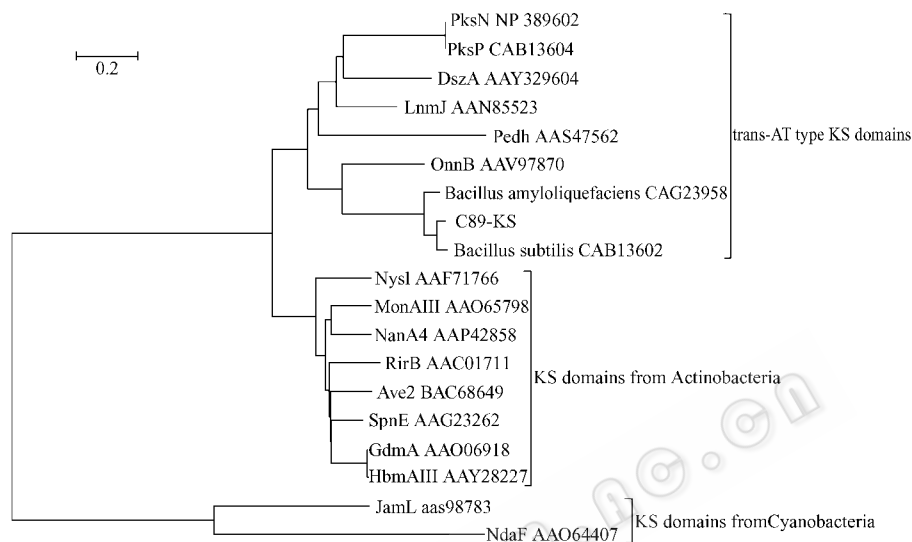 PksN NP 389602
PksP CAB13604
0.2
DszA AAY329604
LnmJ AAN85523
Pedh AAS47562
trans-AT type KS domains
OnnB AAV97870
Bacillus amyloliquefaciens CAG23958
C89-KS
Bacillus subtilis CAB13602
NysI AAF71766
MonAIII AAO65798
NanA4 AAP42858
RirB AAC01711
KS domains from Actinobacteria
Ave2 BAC68649
SpnE AAG23262
GdmA AAO06918
HbmAIII AAY28227
JamL aas98783
KS domains fromCyanobacteria
NdaF AAO64407
.ac.cn